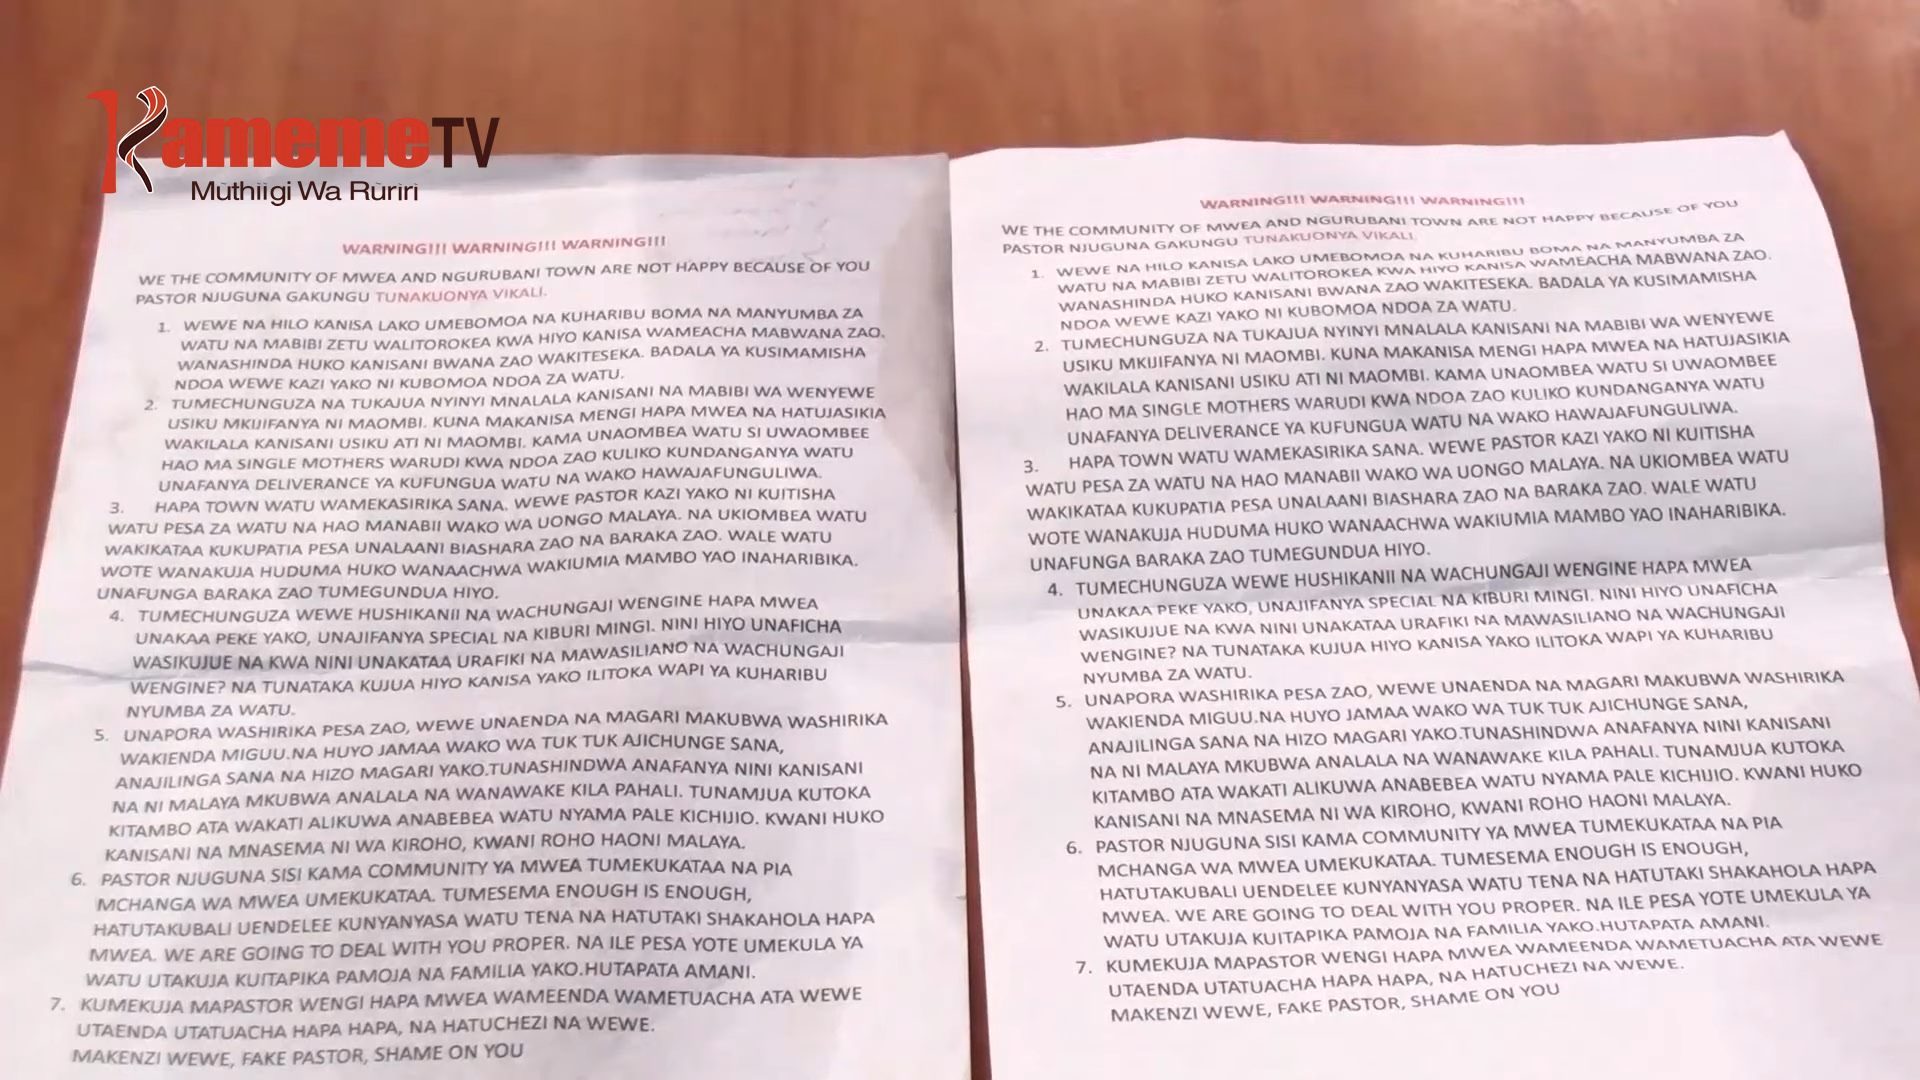 Kameme TV
Mũthiigi Wa Rũrĩrĩ
WARNING!!! WARNING!!! WARNING!!!
WE THE COMMUNITY OF MWEA AND NGURUBANI TOWN ARE NOT HAPPY BECAUSE OF YOU
PASTOR NJUGUNA GAKUNGU TUNAKUONYA VIKALI.
1. WEWE NA HILO KANISA LAKO UMEBOMOA NA KUHARIBU BOMA NA MANYUMBA ZA
WATU NA MABIBI ZETU WALITOROKEA KWA HIYO KANISA WAMEACHA MABWANA ZAO.
WANASHINDA HUKO KANISANI BWANA ZAO WAKITESEKA. BADALA YA KUSIMAMISHA
NDOA WEWE KAZI YAKO NI KUBOMOA NDOA ZA WATU.
2. TUMECHUNGUZA NA TUKAJUA NYINYI MNALALA KANISANI NA MABIBI WA WENYEWE
USIKU MKIJIFANYA NI MAOMBI. KUNA MAKANISA MENGI HAPA MWEA NA HATUJASIKIA
WAKILALA KANISANI USIKU ATI NI MAOMBI. KAMA UNAOMBEA WATU SI UWAOMBEE
HAO MA SINGLE MOTHERS WARUDI KWA NDOA ZAO KULIKO KUNDANGANYA WATU
UNAFANYA DELIVERANCE YA KUFUNGUA WATU NA WAKO HAWAJAFUNGULIWA.
3. HAPA TOWN WATU WAMEKASIRIKA SANA. WEWE PASTOR KAZI YAKO NI KUITISHA
WATU PESA ZA WATU NA HAO MANABII WAKO WA UONGO MALAYA. NA UKIOMBEA WATU
WAKIKATAA KUKUPATIA PESA UNALAANI BIASHARA ZAO NA BARAKA ZAO. WALE WATU
WOTE WANAKUJA HUDUMA HUKO WANAACHWA WAKIUMIA MAMBO YAO INAHARIBIKA.
UNAFUNGA BARAKA ZAO TUMEGUNDUA HIYO.
4. TUMECHUNGUZA WEWE HUSHIKANII NA WACHUNGAJI WENGINE HAPA MWEA
UNAKAA PEKE YAKO, UNAJIFANYA SPECIAL NA KIBURI MINGI. NINI HIYO UNAFICHA
WASIKUJUE NA KWA NINI UNAKATAA URAFIKI NA MAWASILIANO NA WACHUNGAJI
WENGINE? NA TUNATAKA KUJUA HIYO KANISA YAKO ILITOKA WAPI YA KUHARIBU
NYUMBA ZA WATU.
5. UNAPORA WASHIRIKA PESA ZAO, WEWE UNAENDA NA MAGARI MAKUBWA WASHIRIKA
WAKIENDA MIGUU.NA HUYO JAMAA WAKO WA TUK TUK AJICHUNGE SANA,
ANAJILINGA SANA NA HIZO MAGARI YAKO.TUNASHINDWA ANAFANYA NINI KANISANI
NA NI MALAYA MKUBWA ANALALA NA WANAWAKE KILA PAHALI. TUNAMJUA KUTOKA
KITAMBO ATA WAKATI ALIKUWA ANABEBEA WATU NYAMA PALE KICHIJIO. KWANI HUKO
KANISANI NA MNASEMA NI WA KIROHO, KWANI ROHO HAONI MALAYA.
6. PASTOR NJUGUNA SISI KAMA COMMUNITY YA MWEA TUMEKUKATAA NA PIA
MCHANGA WA MWEA UMEKUKATAA. TUMESEMA ENOUGH IS ENOUGH,
HATUTAKUBALI UENDELEE KUNYANYASA WATU TENA NA HATUTAKI SHAKAHOLA HAPA
MWEA. WE ARE GOING TO DEAL WITH YOU PROPER. NA ILE PESA YOTE UMEKULA YA
WATU UTAKUJA KUITAPIKA PAMOJA NA FAMILIA YAKO.HUTAPATA AMANI.
7. KUMEKUJA MAPASTOR WENGI HAPA MWEA WAMEENDA WAMETUACHA ATA WEWE
UTAENDA UTATUACHA HAPA HAPA, NA HATUCHEZI NA WEWE.
MAKENZI WEWE, FAKE PASTOR, SHAME ON YOU
WARNING!!! WARNING!!! WARNING!!!
WE THE COMMUNITY OF MWEA AND NGURUBANI TOWN ARE NOT HAPPY BECAUSE OF YOU
PASTOR NJUGUNA GAKUNGU TUNAKUONYA VIKALI.
1. WEWE NA HILO KANISA LAKO UMEBOMOA NA KUHARIBU BOMA NA MANYUMBA ZA
WATU NA MABIBI ZETU WALITOROKEA KWA HIYO KANISA WAMEACHA MABWANA ZAO.
WANASHINDA HUKO KANISANI BWANA ZAO WAKITESEKA. BADALA YA KUSIMAMISHA
NDOA WEWE KAZI YAKO NI KUBOMOA NDOA ZA WATU.
2. TUMECHUNGUZA NA TUKAJUA NYINYI MNALALA KANISANI NA MABIBI WA WENYEWE
USIKU MKIJIFANYA NI MAOMBI. KUNA MAKANISA MENGI HAPA MWEA NA HATUJASIKIA
WAKILALA KANISANI USIKU ATI NI MAOMBI. KAMA UNAOMBEA WATU SI UWAOMBEE
HAO MA SINGLE MOTHERS WARUDI KWA NDOA ZAO KULIKO KUNDANGANYA WATU
UNAFANYA DELIVERANCE YA KUFUNGUA WATU NA WAKO HAWAJAFUNGULIWA.
3. HAPA TOWN WATU WAMEKASIRIKA SANA. WEWE PASTOR KAZI YAKO NI KUITISHA
WATU PESA ZA WATU NA HAO MANABII WAKO WA UONGO MALAYA. NA UKIOMBEA WATU
WAKIKATAA KUKUPATIA PESA UNALAANI BIASHARA ZAO NA BARAKA ZAO. WALE WATU
WOTE WANAKUJA HUDUMA HUKO WANAACHWA WAKIUMIA MAMBO YAO INAHARIBIKA.
UNAFUNGA BARAKA ZAO TUMEGUNDUA HIYO.
4. TUMECHUNGUZA WEWE HUSHIKANII NA WACHUNGAJI WENGINE HAPA MWEA
UNAKAA PEKE YAKO, UNAJIFANYA SPECIAL NA KIBURI MINGI. NINI HIYO UNAFICHA
WASIKUJUE NA KWA NINI UNAKATAA URAFIKI NA MAWASILIANO NA WACHUNGAJI
WENGINE? NA TUNATAKA KUJUA HIYO KANISA YAKO ILITOKA WAPI YA KUHARIBU
NYUMBA ZA WATU.
5. UNAPORA WASHIRIKA PESA ZAO, WEWE UNAENDA NA MAGARI MAKUBWA WASHIRIKA
WAKIENDA MIGUU.NA HUYO JAMAA WAKO WA TUK TUK AJICHUNGE SANA,
ANAJILINGA SANA NA HIZO MAGARI YAKO.TUNASHINDWA ANAFANYA NINI KANISANI
NA NI MALAYA MKUBWA ANALALA NA WANAWAKE KILA PAHALI. TUNAMJUA KUTOKA
KITAMBO ATA WAKATI ALIKUWA ANABEBEA WATU NYAMA PALE KICHIJIO. KWANI HUKO
KANISANI NA MNASEMA NI WA KIROHO, KWANI ROHO HAONI MALAYA.
6. PASTOR NJUGUNA SISI KAMA COMMUNITY YA MWEA TUMEKUKATAA NA PIA
MCHANGA WA MWEA UMEKUKATAA. TUMESEMA ENOUGH IS ENOUGH,
HATUTAKUBALI UENDELEE KUNYANYASA WATU TENA NA HATUTAKI SHAKAHOLA HAPA
MWEA. WE ARE GOING TO DEAL WITH YOU PROPER. NA ILE PESA YOTE UMEKULA YA
WATU UTAKUJA KUITAPIKA PAMOJA NA FAMILIA YAKO.HUTAPATA AMANI.
7. KUMEKUJA MAPASTOR WENGI HAPA MWEA WAMEENDA WAMETUACHA ATA WEWE
UTAENDA UTATUACHA HAPA HAPA, NA HATUCHEZI NA WEWE.
MAKENZI WEWE, FAKE PASTOR, SHAME ON YOU